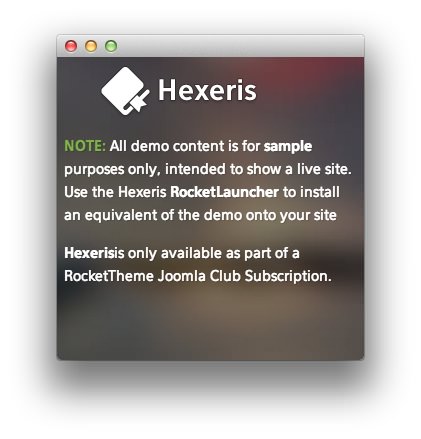 Hexeris
NOTE: All demo content is for sample
purposes only, intended to show a live site.
Use the Hexeris RocketLauncher to install
an equivalent of the demo onto your site
Hexerisis only available as part of a
RocketTheme Joomla Club Subscription.